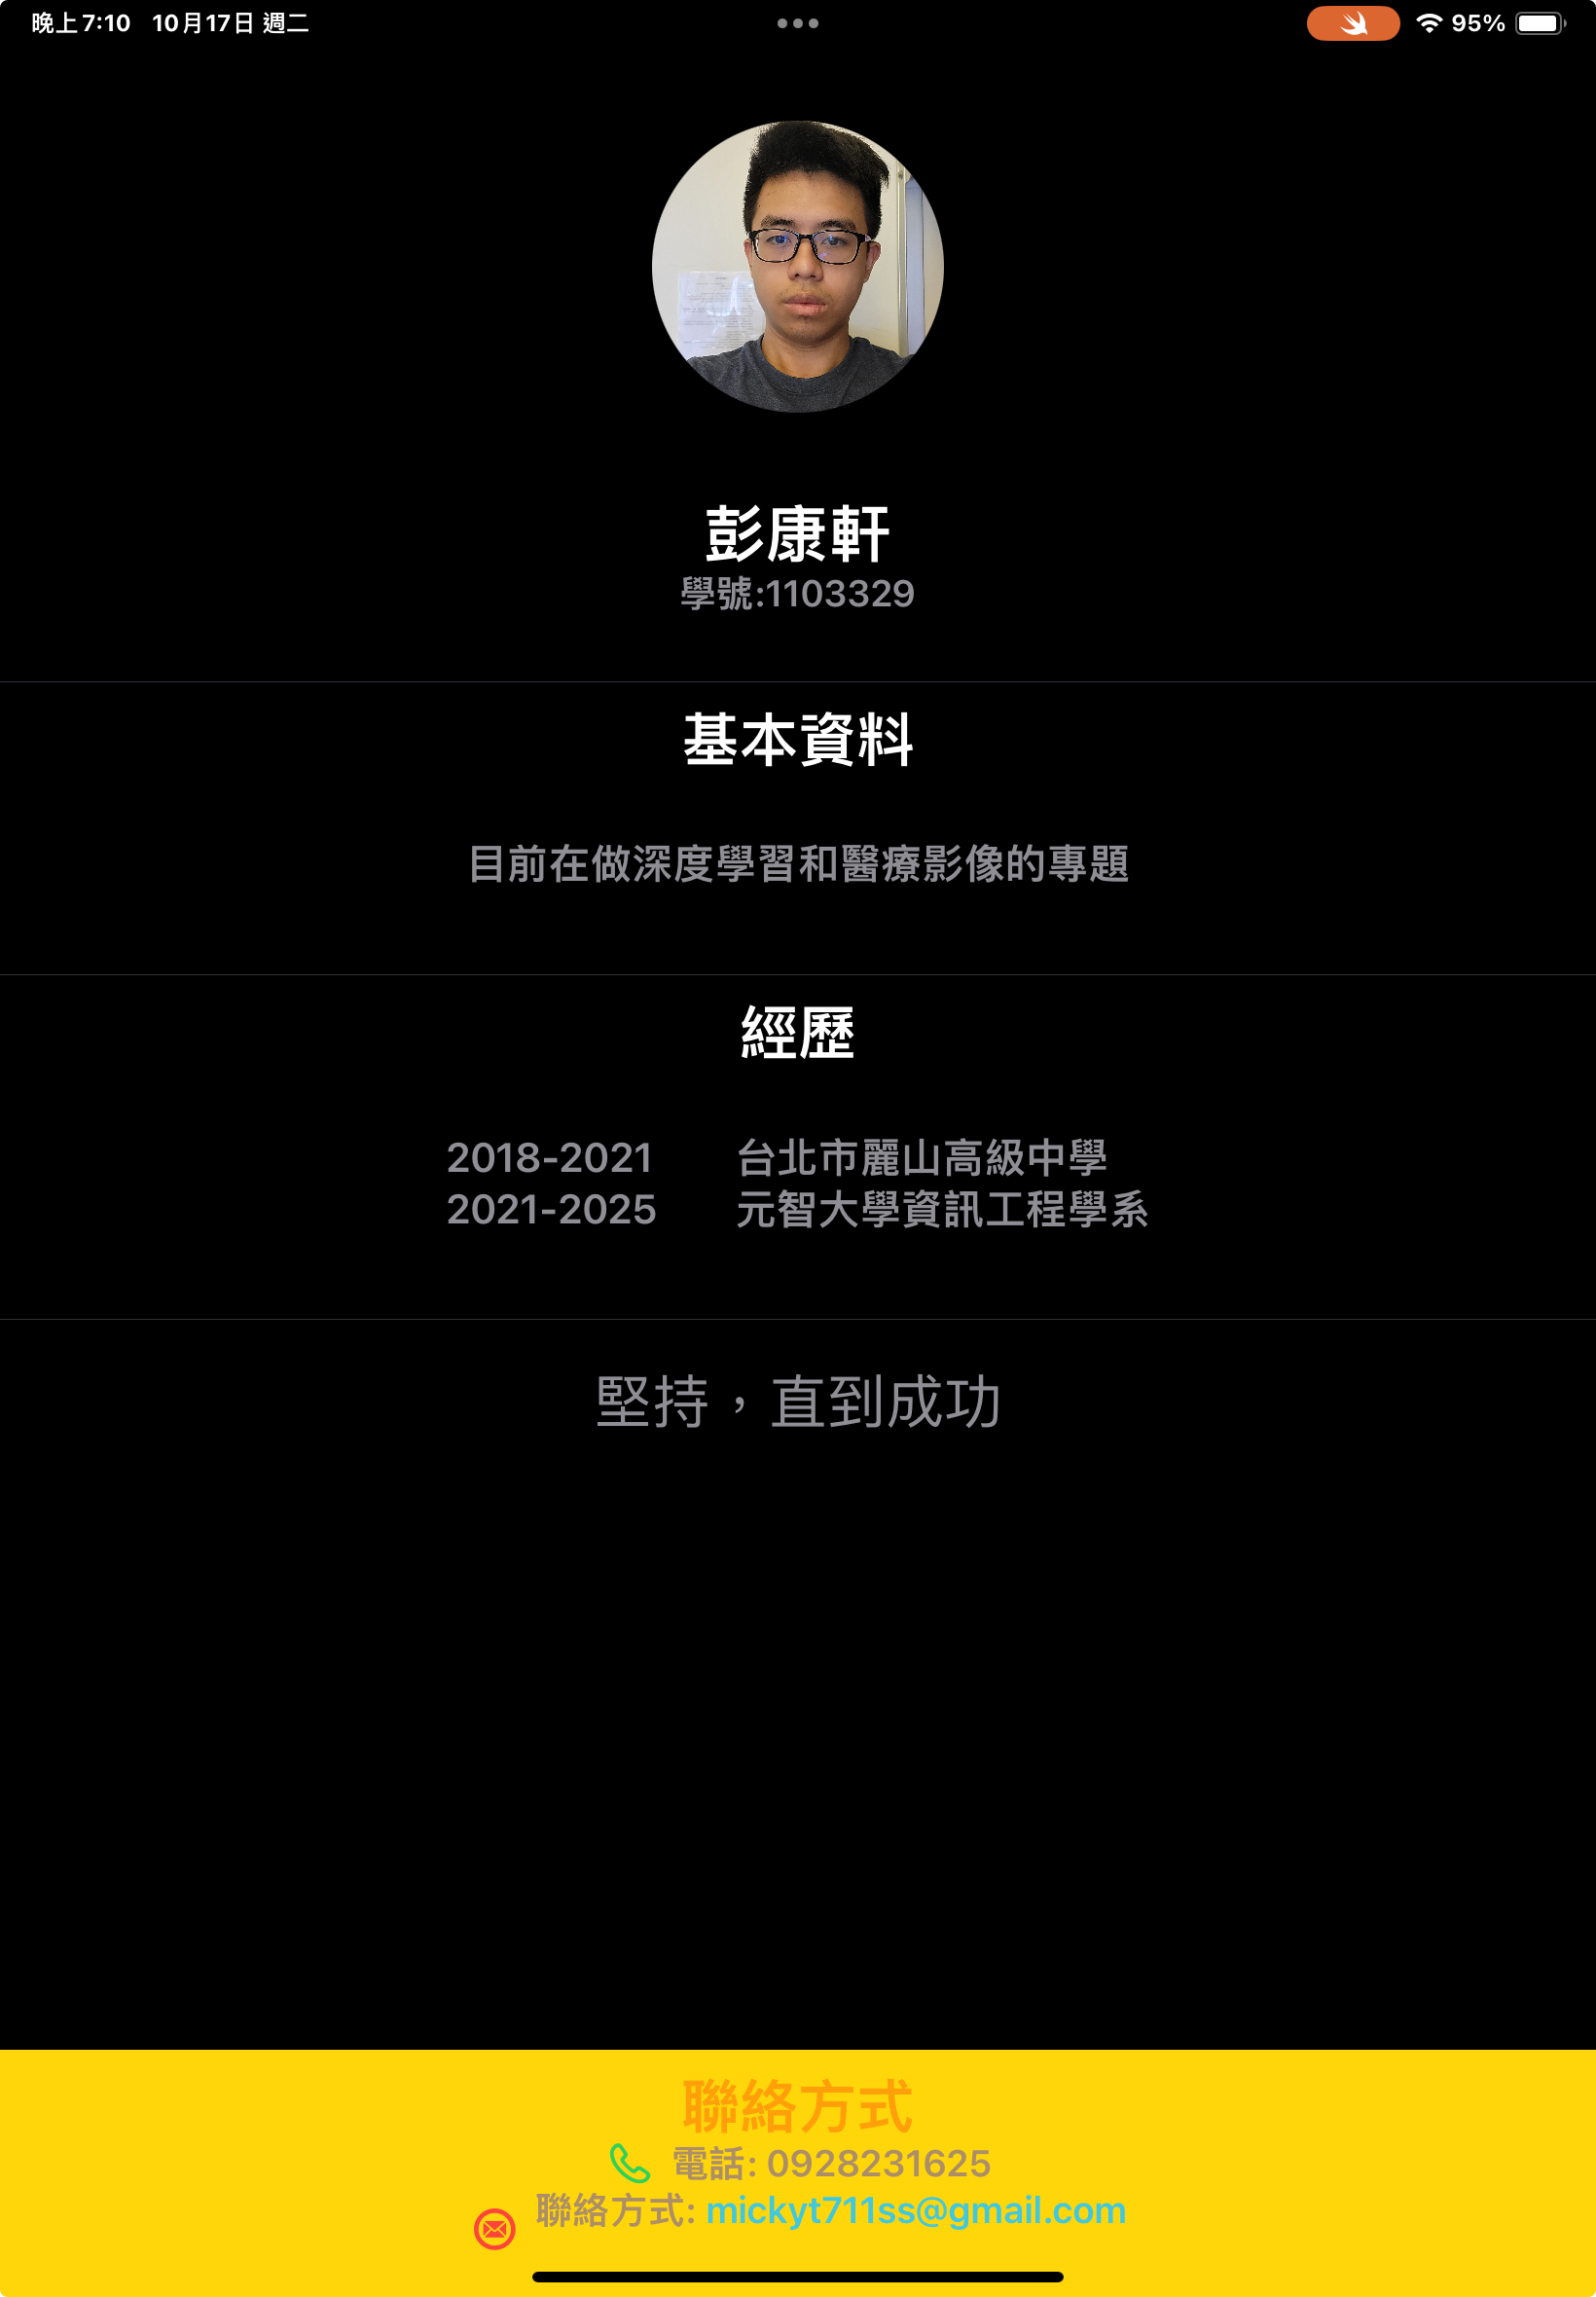 晚上7:10 10月17日 週二
95%
彭康軒
學號:1103329
基本資料
目前在做深度學習和醫療影像的專題
經歷
2018-2021 台北市麗山高級中學
2021-2025 元智大學資訊工程學系
堅持，直到成功
聯絡方式
電話: 0928231625
聯絡方式: mickyt711ss@gmail.com